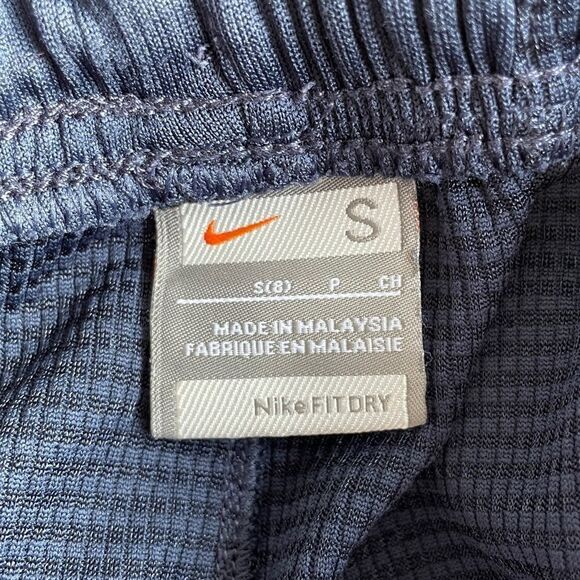 S
S(8) P CH
MADE IN MALAYSIA
FABRIQUE EN MALAISIE
Nike FIT DRY